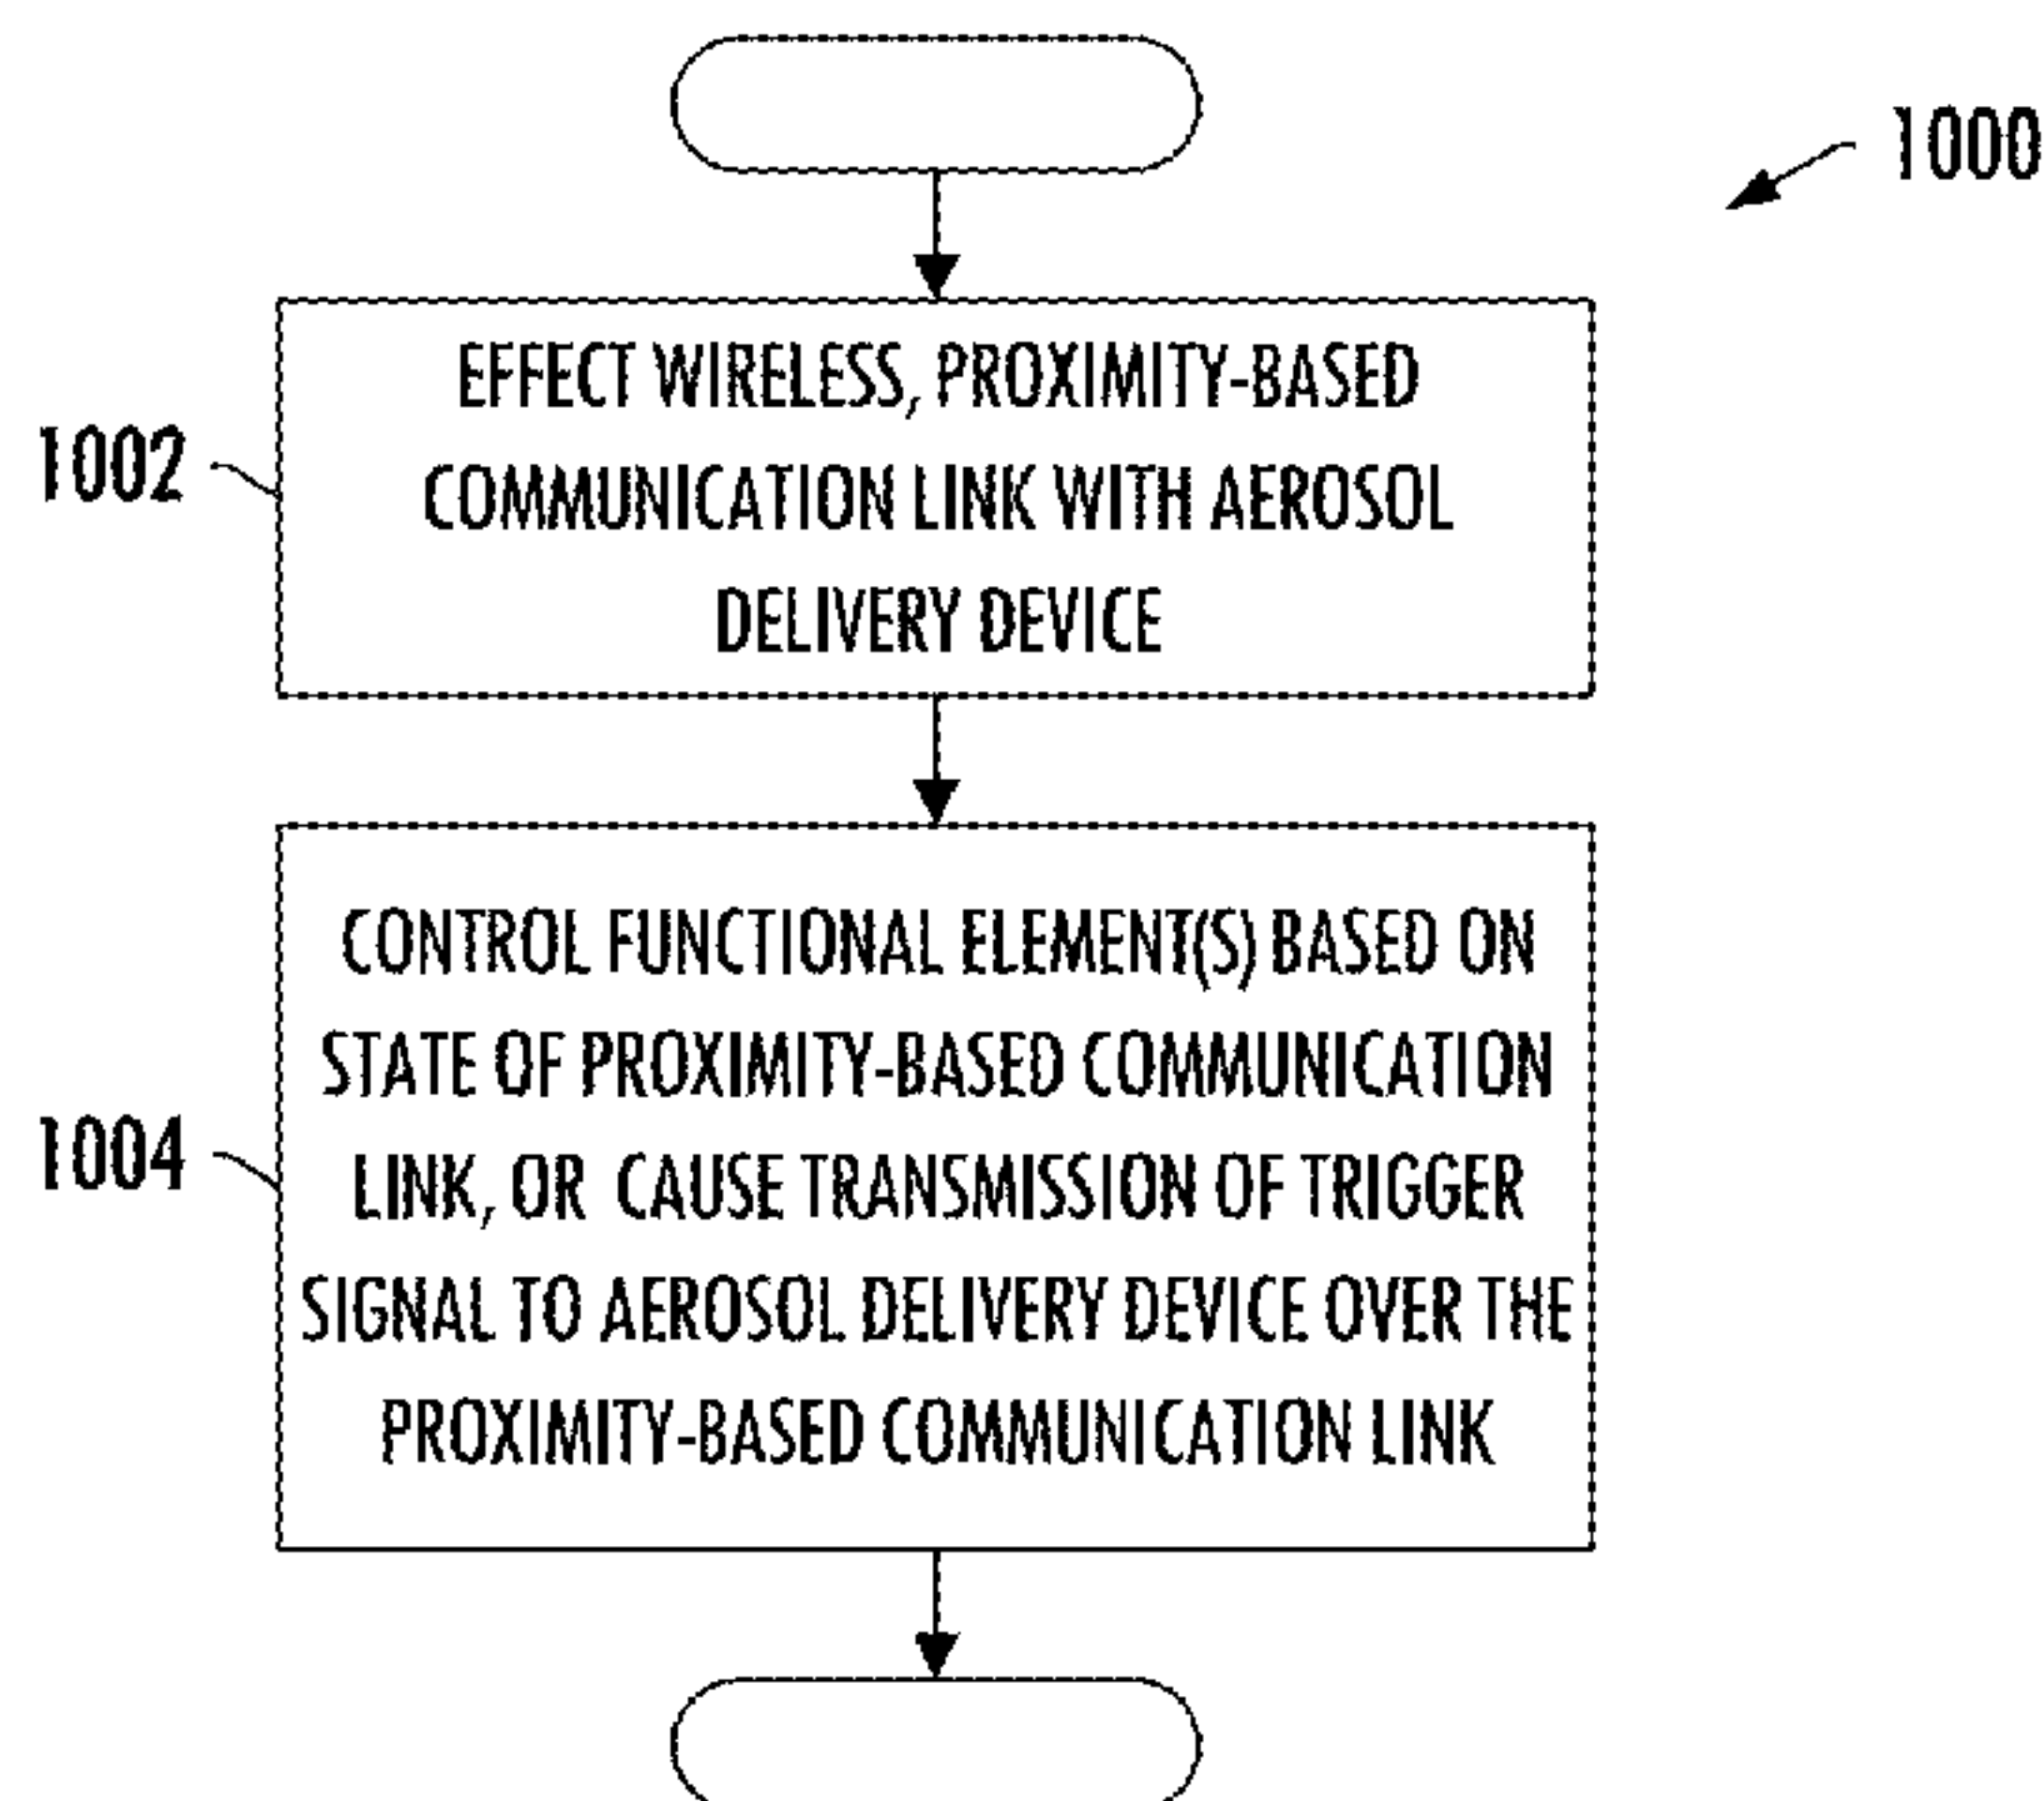 1000
1002
EFFECT WIRELESS, PROXIMITY-BASED
COMMUNICATION LINK WITH AEROSOL
DELIVERY DEVICE
1004
CONTROL FUNCTIONAL ELEMENT(S) BASED ON
STATE OF PROXIMITY-BASED COMMUNICATION
LINK, OR CAUSE TRANSMISSION OF TRIGGER
SIGNAL TO AEROSOL DELIVERY DEVICE OVER THE
PROXIMITY-BASED COMMUNICATION LINK